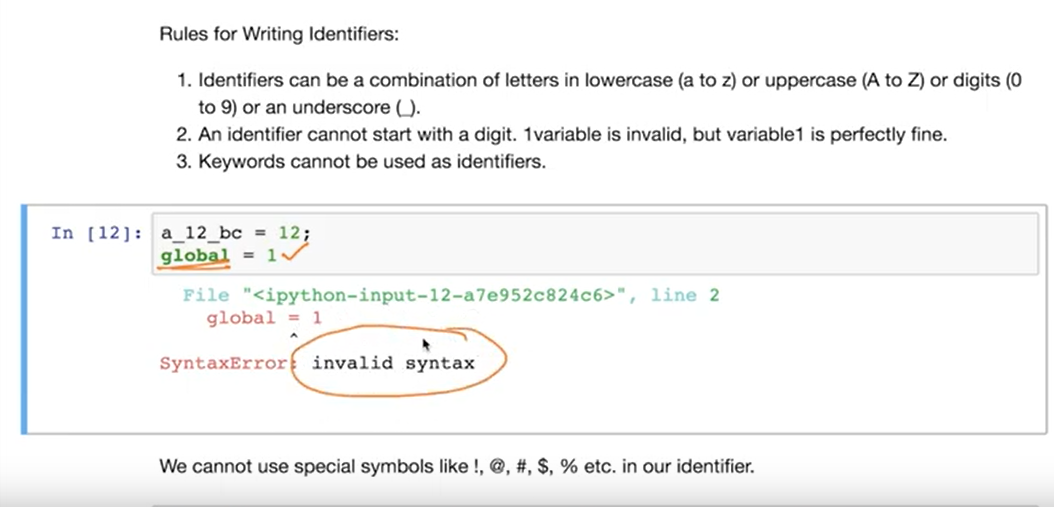 Rules for Writing Identifiers:
1. Identifiers can be a combination of letters in lowercase (a to z) or uppercase (A to Z) or digits (0
to 9) or an underscore (_).
2. An identifier cannot start with a digit. 1variable is invalid, but variable1 is perfectly fine.
3. Keywords cannot be used as identifiers.
In [12]: a_12_bc = 12;
global = 1
File "<ipython-input-12-a7e952c824c6>", line 2
global = 1
^
SyntaxError: invalid syntax
We cannot use special symbols like !, @, #, $, % etc. in our identifier.